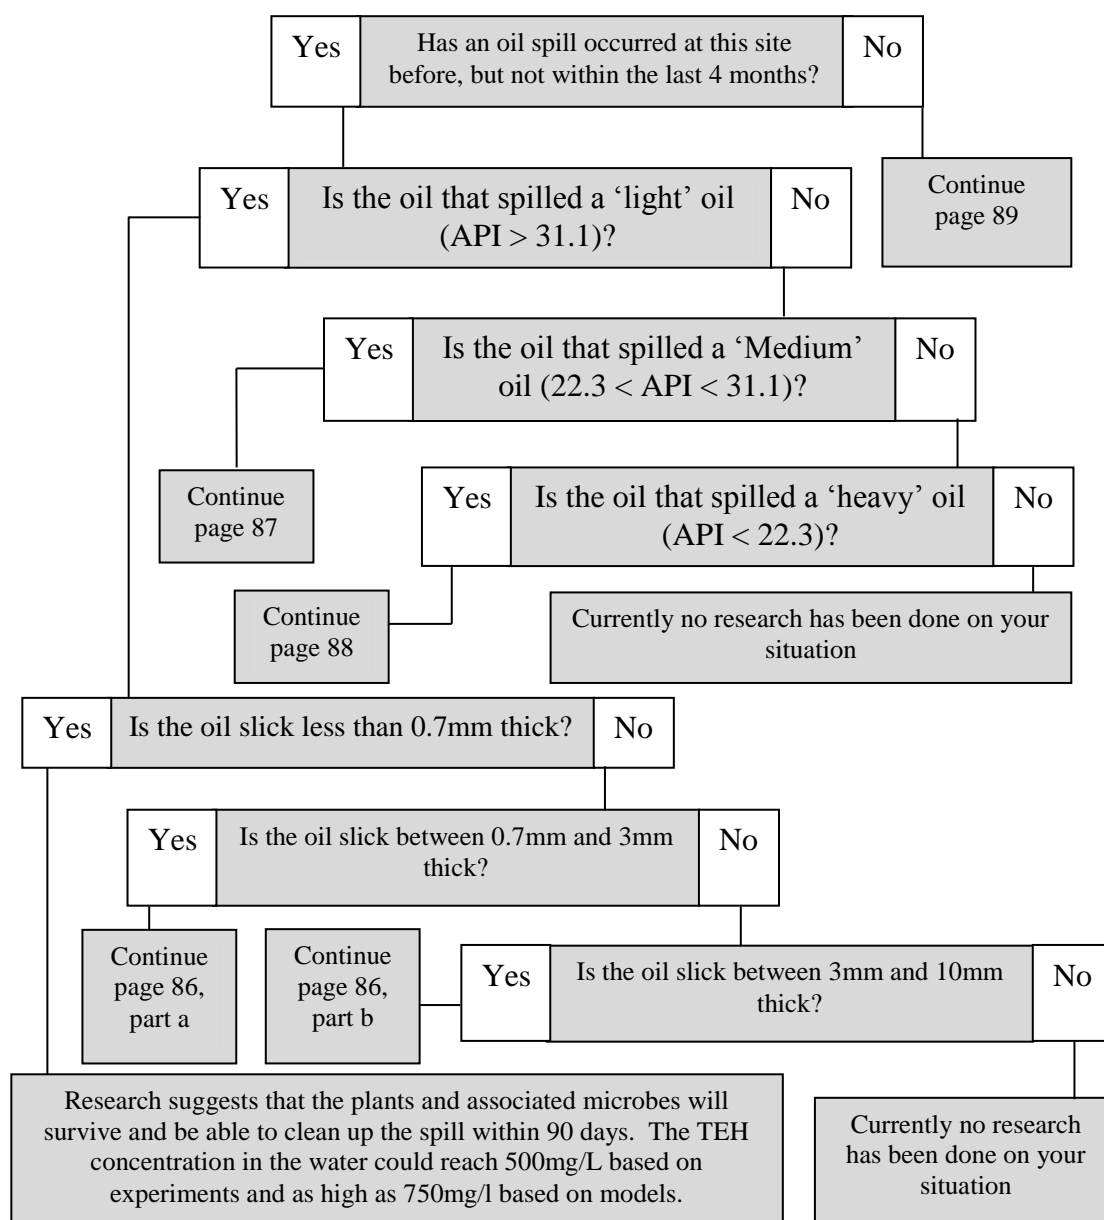 Yes
Has an oil spill occurred at this site
before, but not within the last 4 months?
No
Continue
page 89
Yes
Is the oil that spilled a ‘light’ oil
(API > 31.1)?
No
Yes
Is the oil that spilled a ‘Medium’
oil (22.3 < API < 31.1)?
No
Continue
page 87
Yes
Is the oil that spilled a ‘heavy’ oil
(API < 22.3)?
No
Continue
page 88
Currently no research has been done on your
situation
Yes
Is the oil slick less than 0.7mm thick?
No
Yes
Is the oil slick between 0.7mm and 3mm
thick?
No
Continue
page 86,
part a
Continue
page 86,
part b
Yes
Is the oil slick between 3mm and 10mm
thick?
No
Research suggests that the plants and associated microbes will
survive and be able to clean up the spill within 90 days.  The TEH
concentration in the water could reach 500mg/L based on
experiments and as high as 750mg/l based on models.
Currently no research
has been done on your
situation